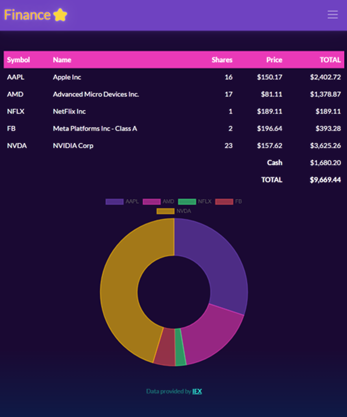 Finance
Symbol Name Shares Price TOTAL
AAPL Apple Inc 16 $150.17 $2,402.72
AMD Advanced Micro Devices Inc. 17 $81.11 $1,378.87
NFLX NetFlix Inc 1 $189.11 $189.11
FB Meta Platforms Inc - Class A 2 $196.64 $393.28
NVDA NVIDIA Corp 23 $157.62 $3,625.26
Cash $1,680.20
TOTAL $9,669.44
AAPL AMD NFLX FB
NVDA
Data provided by IEX